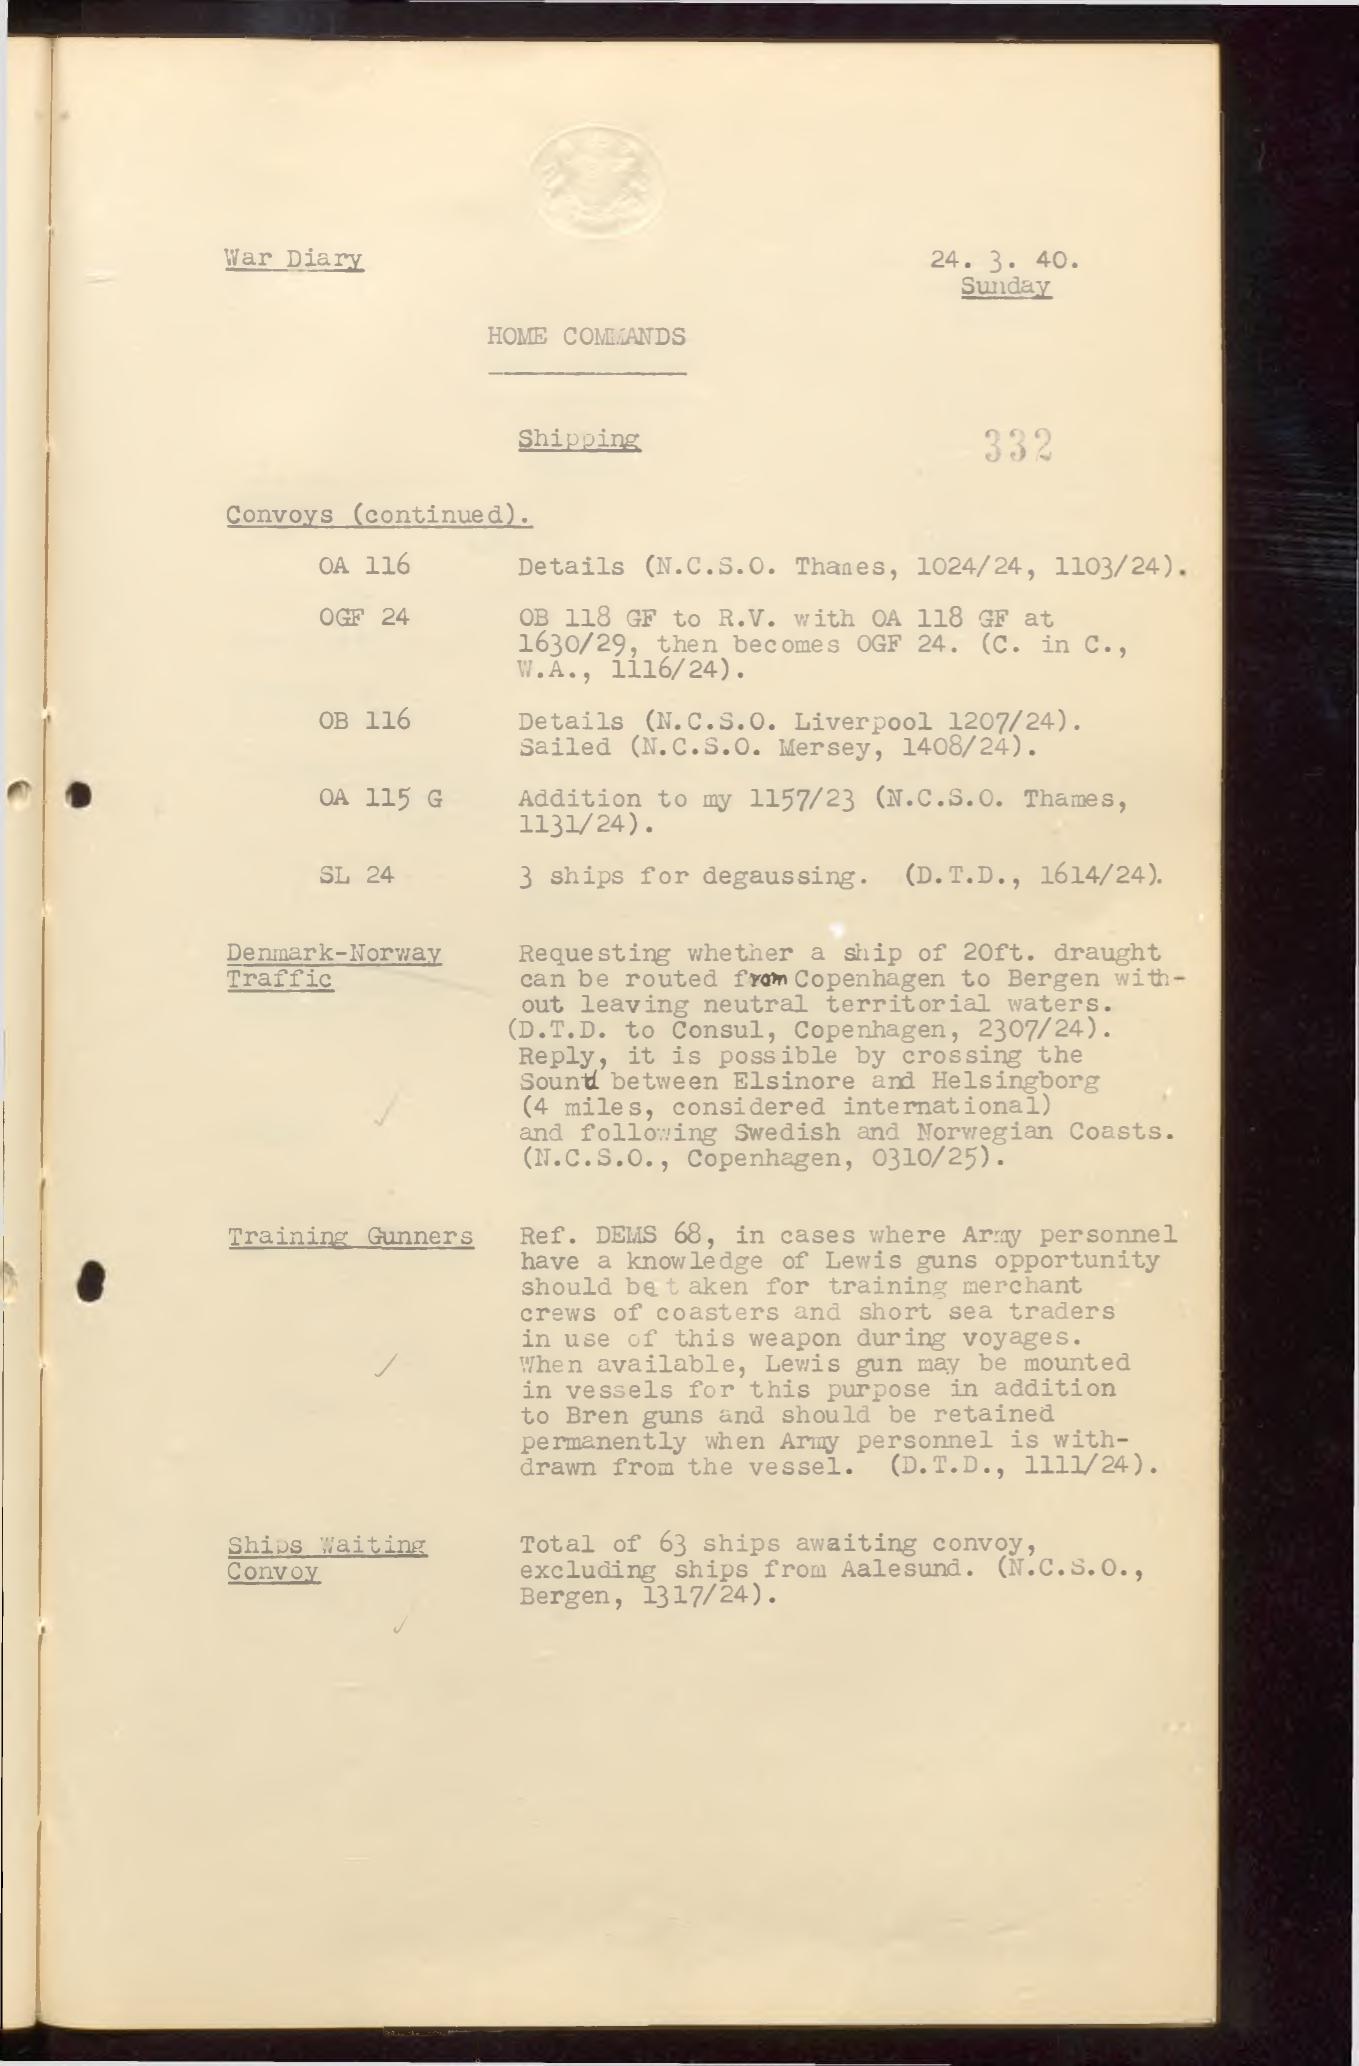 War Diary
24. 3. 40.
Sunday
HOME COMMANDS
Shipping
332
Convoys (continued).
OA 116 Details (N.C.S.O. Thames, 1024/24, 1103/24).
OGF 24 OB 118 GF to R.V. with OA 118 GF at
1630/29, then becomes OGF 24. (C. in C.,
W.A., 1116/24).
OB 116 Details (N.C.S.O. Liverpool 1207/24).
Sailed (N.C.S.O. Mersey, 1408/24).
OA 115 G Addition to my 1157/23 (N.C.S.O. Thames,
1131/24).
SL 24 3 ships for degaussing. (D.T.D., 1614/24).
Denmark-Norway Requesting whether a ship of 20ft. draught
Traffic can be routed from Copenhagen to Bergen with-
out leaving neutral territorial waters.
(D.T.D. to Consul, Copenhagen, 2307/24).
Reply, it is possible by crossing the
Sound between Elsinore and Helsingborg
(4 miles, considered international)
and following Swedish and Norwegian Coasts.
(N.C.S.O., Copenhagen, 0310/25).
Training Gunners Ref. DEMS 68, in cases where Army personnel
have a knowledge of Lewis guns opportunity
should be taken for training merchant
crews of coasters and short sea traders
in use of this weapon during voyages.
When available, Lewis gun may be mounted
in vessels for this purpose in addition
to Bren guns and should be retained
permanently when Army personnel is with-
drawn from the vessel. (D.T.D., 1111/24).
Ships Waiting Total of 63 ships awaiting convoy,
Convoy excluding ships from Aalesund. (N.C.S.O.,
Bergen, 1317/24).